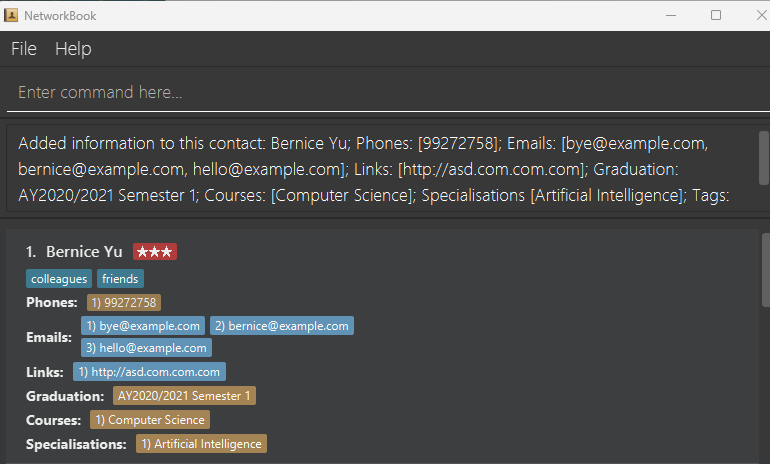 NetworkBook
File Help
Enter command here...
Added information to this contact: Bernice Yu; Phones: [99272758]; Emails: [bye@example.com,
bernice@example.com, hello@example.com]; Links: [http://asd.com.com.com]; Graduation:
AY2020/2021 Semester 1; Courses: [Computer Science]; Specialisations [Artificial Intelligence]; Tags:
1. Bernice Yu ★★★
colleagues friends
Phones: 1) 99272758
Emails: 1) bye@example.com 2) bernice@example.com
3) hello@example.com
Links: 1) http://asd.com.com.com
Graduation: AY2020/2021 Semester 1
Courses: 1) Computer Science
Specialisations: 1) Artificial Intelligence